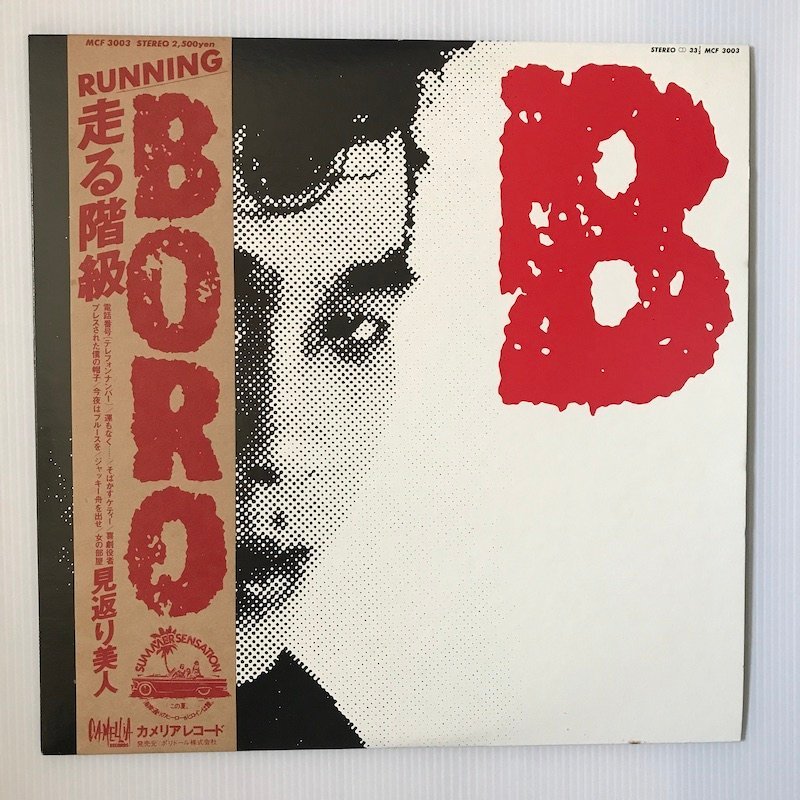 MCF 3003 STEREO 2,500yen
RUNNING
BORO
走る階級
電話番号[テレフォンナンバー]/運もなく……/そばかすケティー/喜劇役者
プレスされた僕の帽子/今夜はブルースを/ジャッキー舟を出せ/女の部屋
見返り美人
SUMMER SENSATION
この夏、
CAMELLIA
RECORDS
カメリアレコード
発売元/ポリドール株式会社
STEREO 33⅓ MCF 3003
B